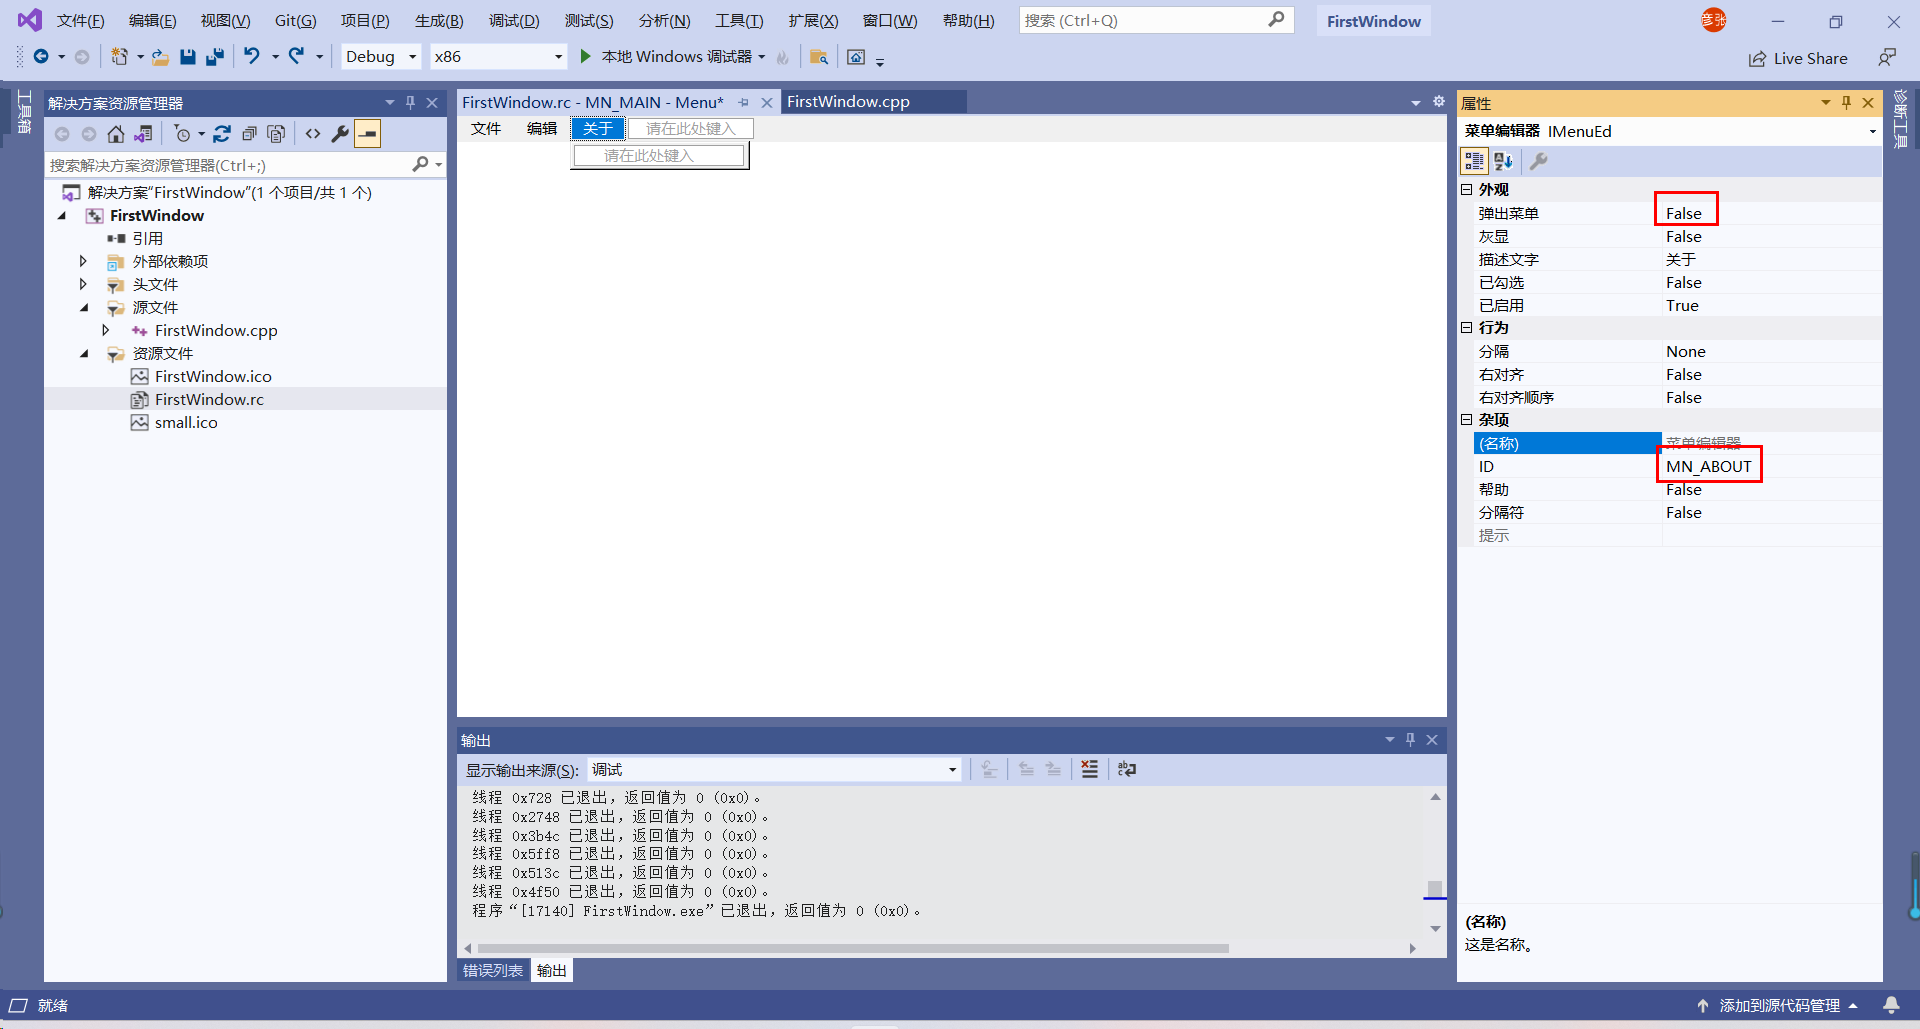 文件(F) 编辑(E) 视图(V) Git(G) 项目(P) 生成(B) 调试(D) 测试(S) 分析(N) 工具(T) 扩展(X) 窗口(W) 帮助(H) 搜索 (Ctrl+Q) FirstWindow 彦张
Debug x86 本地 Windows 调试器 Live Share
工具箱
解决方案资源管理器
搜索解决方案资源管理器(Ctrl+;)
解决方案“FirstWindow”(1 个项目/共 1 个)
FirstWindow
引用
外部依赖项
头文件
源文件
FirstWindow.cpp
资源文件
FirstWindow.ico
FirstWindow.rc
small.ico
FirstWindow.rc - MN_MAIN - Menu* FirstWindow.cpp
文件 编辑 关于 请在此处键入
请在此处键入
输出
显示输出来源(S): 调试
线程 0x728 已退出，返回值为 0 (0x0)。
线程 0x2748 已退出，返回值为 0 (0x0)。
线程 0x3b4c 已退出，返回值为 0 (0x0)。
线程 0x5ff8 已退出，返回值为 0 (0x0)。
线程 0x513c 已退出，返回值为 0 (0x0)。
线程 0x4f50 已退出，返回值为 0 (0x0)。
程序“[17140] FirstWindow.exe”已退出，返回值为 0 (0x0)。
错误列表 输出
属性
菜单编辑器 IMenuEd
外观
弹出菜单 False
灰显 False
描述文字 关于
已勾选 False
已启用 True
行为
分隔 None
右对齐 False
右对齐顺序 False
杂项
(名称) 菜单编辑器
ID MN_ABOUT
帮助 False
分隔符 False
提示
(名称)
这是名称。
诊断工具
就绪 添加到源代码管理